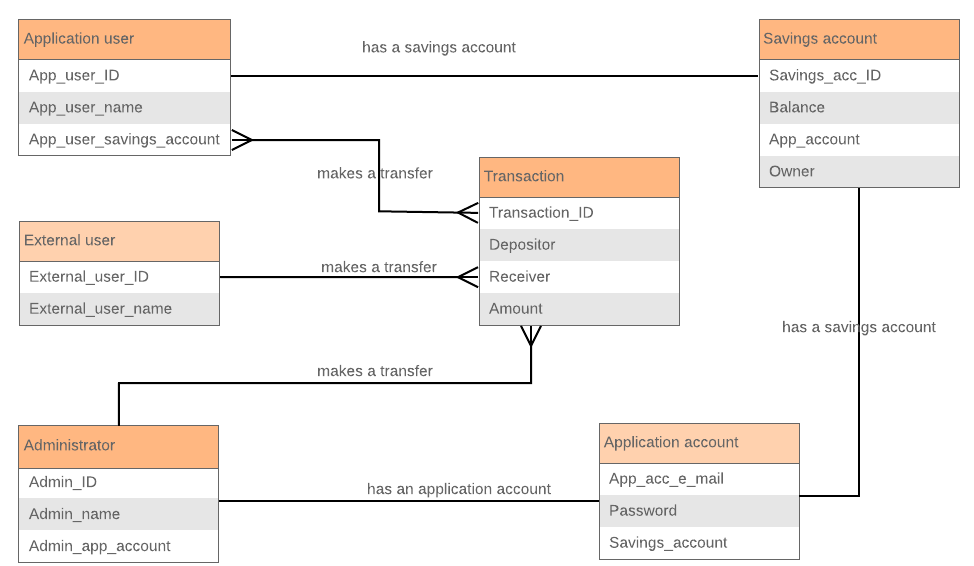 Application user
App_user_ID
App_user_name
App_user_savings_account
has a savings account
Savings account
Savings_acc_ID
Balance
App_account
Owner
makes a transfer
Transaction
Transaction_ID
Depositor
Receiver
Amount
External user
External_user_ID
External_user_name
makes a transfer
has a savings account
makes a transfer
Administrator
Admin_ID
Admin_name
Admin_app_account
has an application account
Application account
App_acc_e_mail
Password
Savings_account